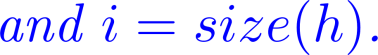 and i = size(h).